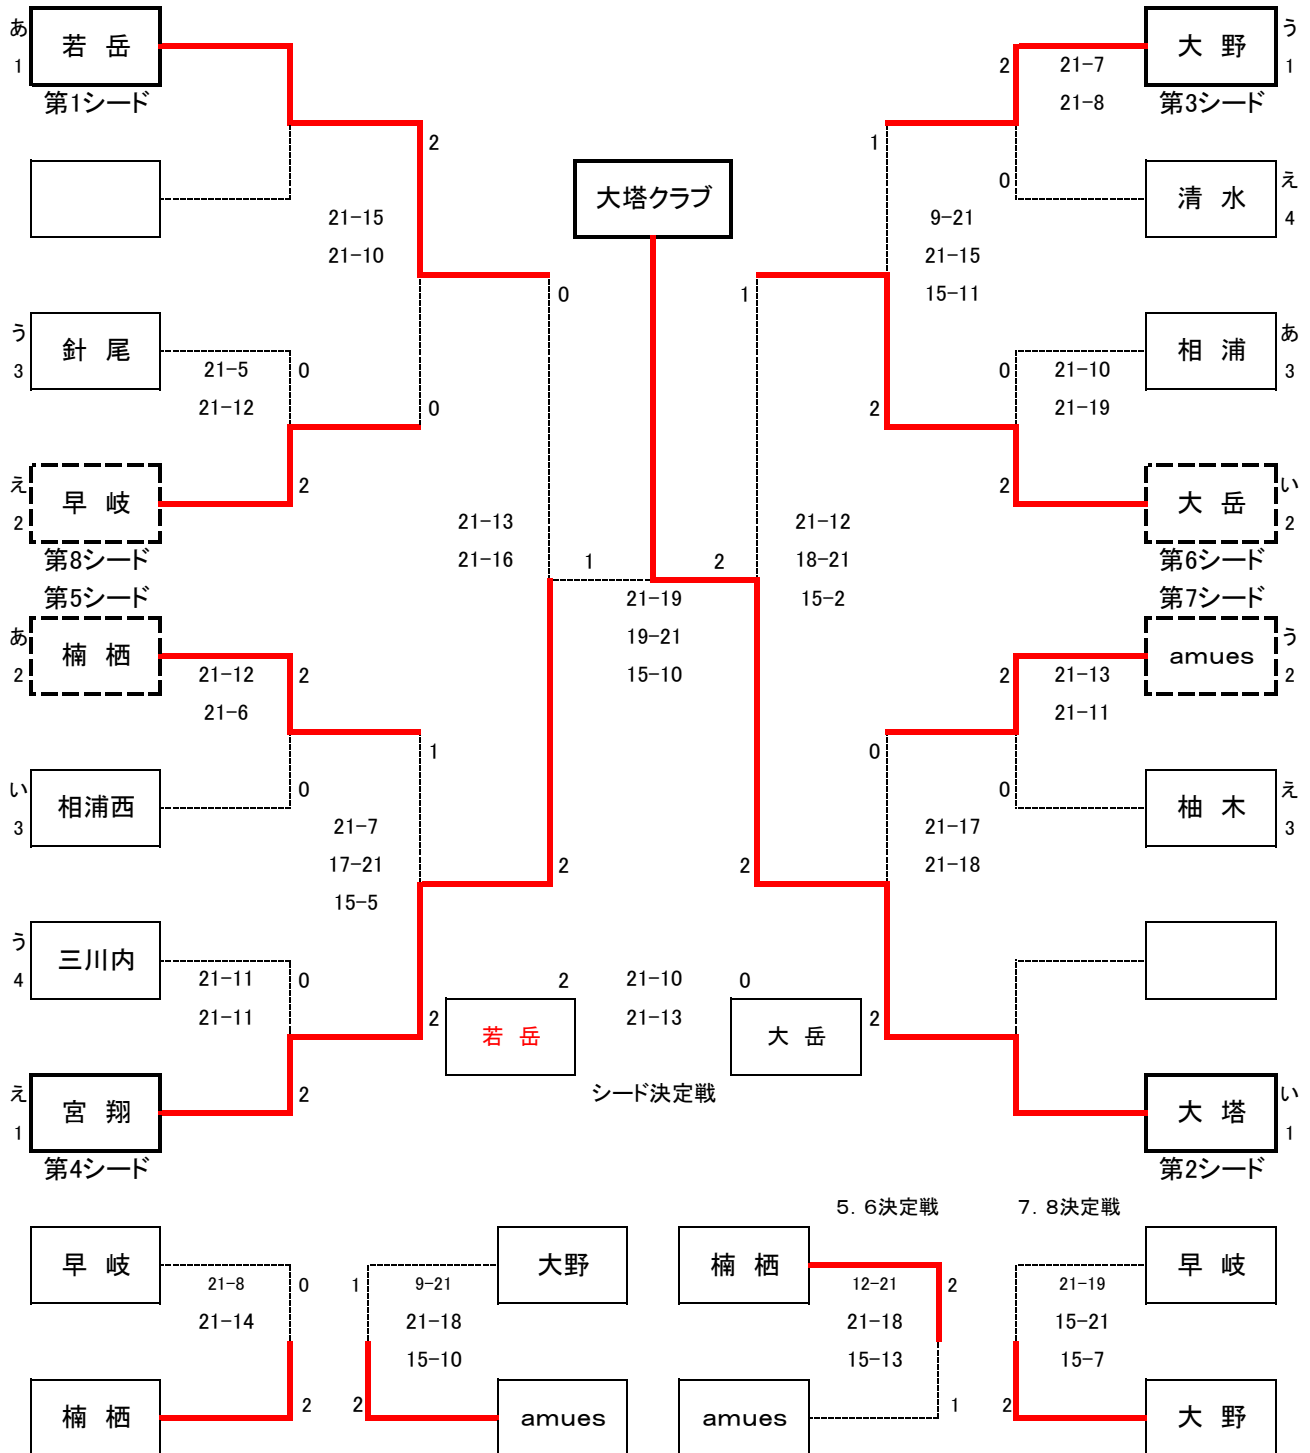 あ
1
若 岳
第1シード
う
3
針 尾
21-5
21-12
0
2
え
2
早 岐
第8シード
2
21-15
21-10
0
第5シード
あ
2
楠 栖
21-12
21-6
2
0
い
3
相浦西
1
21-7
17-21
15-5
2
う
4
三川内
21-11
21-11
0
2
え
1
宮 翔
第4シード
0
21-13
21-16
2
大塔クラブ
1
2
21-19
19-21
15-10
大 野
う
1
第3シード
2
21-7
21-8
0
清 水
え
4
1
9-21
21-15
15-11
2
相 浦
あ
3
0
21-10
21-19
2
大 岳
い
2
第6シード
1
21-12
18-21
15-2
2
第7シード
amues
う
2
2
21-13
21-11
0
柚 木
え
3
0
21-17
21-18
2
大 塔
い
1
第2シード
2
21-10
0
21-13
若 岳
大 岳
シード決定戦
早 岐
21-8
0
21-14
楠 栖
2
1
9-21
大野
21-18
15-10
2
amues
5．6決定戦
楠 栖
12-21
2
21-18
15-13
amues
1
7．8決定戦
21-19
早 岐
15-21
15-7
2
大 野